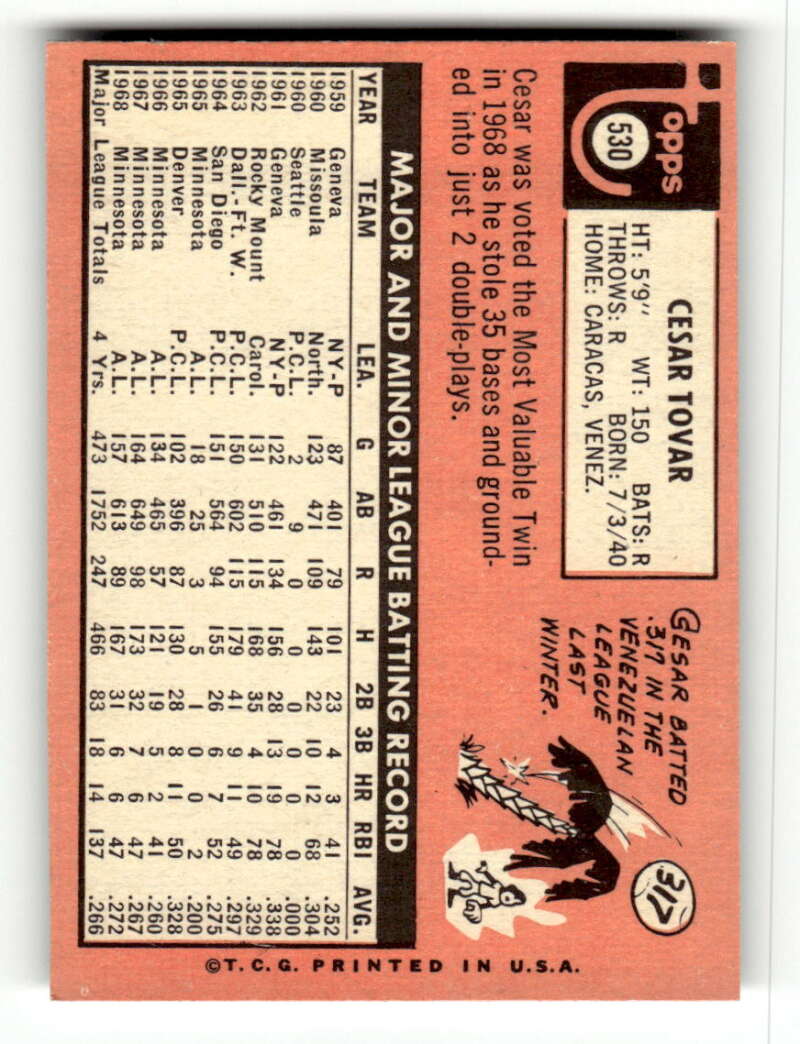 topps
530
CESAR TOVAR
HT: 5'9" WT: 150 BATS: R
THROWS: R BORN: 7/3/40
HOME: CARACAS, VENEZ.
Cesar was voted the Most Valuable Twin
in 1968 as he stole 35 bases and ground-
ed into just 2 double-plays.
CESAR BATTED
.317 IN THE
VENEZUELAN
LEAGUE
LAST
WINTER.
317
MAJOR AND MINOR LEAGUE BATTING RECORD
YEAR TEAM LEA. G AB R H 2B 3B HR RBI AVG.
1959 Geneva NY-P 87 401 79 101 23 4 3 41 .252
1960 Missoula North. 123 471 109 143 22 10 12 68 .304
1960 Seattle P.C.L. 2 9 0 0 0 0 0 0 .000
1961 Geneva NY-P 122 461 134 156 28 13 19 78 .338
1962 Rocky Mount Carol. 131 510 115 168 35 4 10 78 .329
1963 Dall.-Ft. W. P.C.L. 150 602 115 179 41 9 11 49 .297
1964 San Diego P.C.L. 151 564 94 155 26 6 7 52 .275
1965 Minnesota A.L. 18 25 3 5 1 0 0 2 .200
1965 Denver P.C.L. 102 396 87 130 28 8 11 50 .328
1966 Minnesota A.L. 134 465 57 121 19 5 2 41 .260
1967 Minnesota A.L. 164 649 98 173 32 7 6 47 .267
1968 Minnesota A.L. 157 613 89 167 31 6 6 47 .272
Major League Totals 4 Yrs. 473 1752 247 466 83 18 14 137 .266
©T.C.G. PRINTED IN U.S.A.